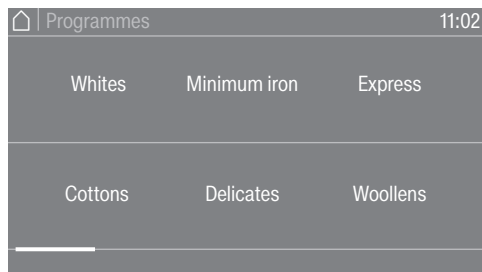 Programmes 11:02
Whites Minimum iron Express
Cottons Delicates Woollens